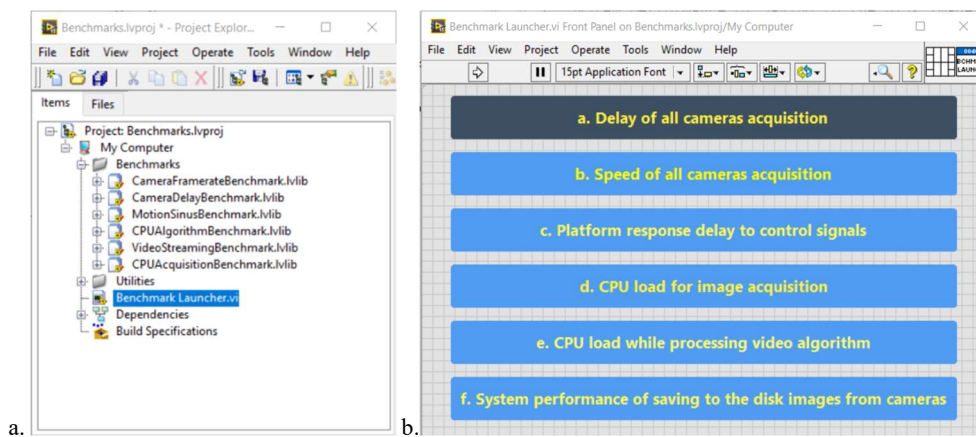 Benchmarks.lvproj * - Project Explor...
File Edit View Project Operate Tools Window Help
Items Files
Project: Benchmarks.lvproj
My Computer
Benchmarks
CameraFramerateBenchmark.lvlib
CameraDelayBenchmark.lvlib
MotionSinusBenchmark.lvlib
CPUAlgorithmBenchmark.lvlib
VideoStreamingBenchmark.lvlib
CPUAcquisitionBenchmark.lvlib
Utilities
Benchmark Launcher.vi
Dependencies
Build Specifications
a.
Benchmark Launcher.vi Front Panel on Benchmarks.lvproj/My Computer
File Edit View Project Operate Tools Window Help
15pt Application Font
a. Delay of all cameras acquisition
b. Speed of all cameras acquisition
c. Platform response delay to control signals
d. CPU load for image acquisition
e. CPU load while processing video algorithm
f. System performance of saving to the disk images from cameras
b.